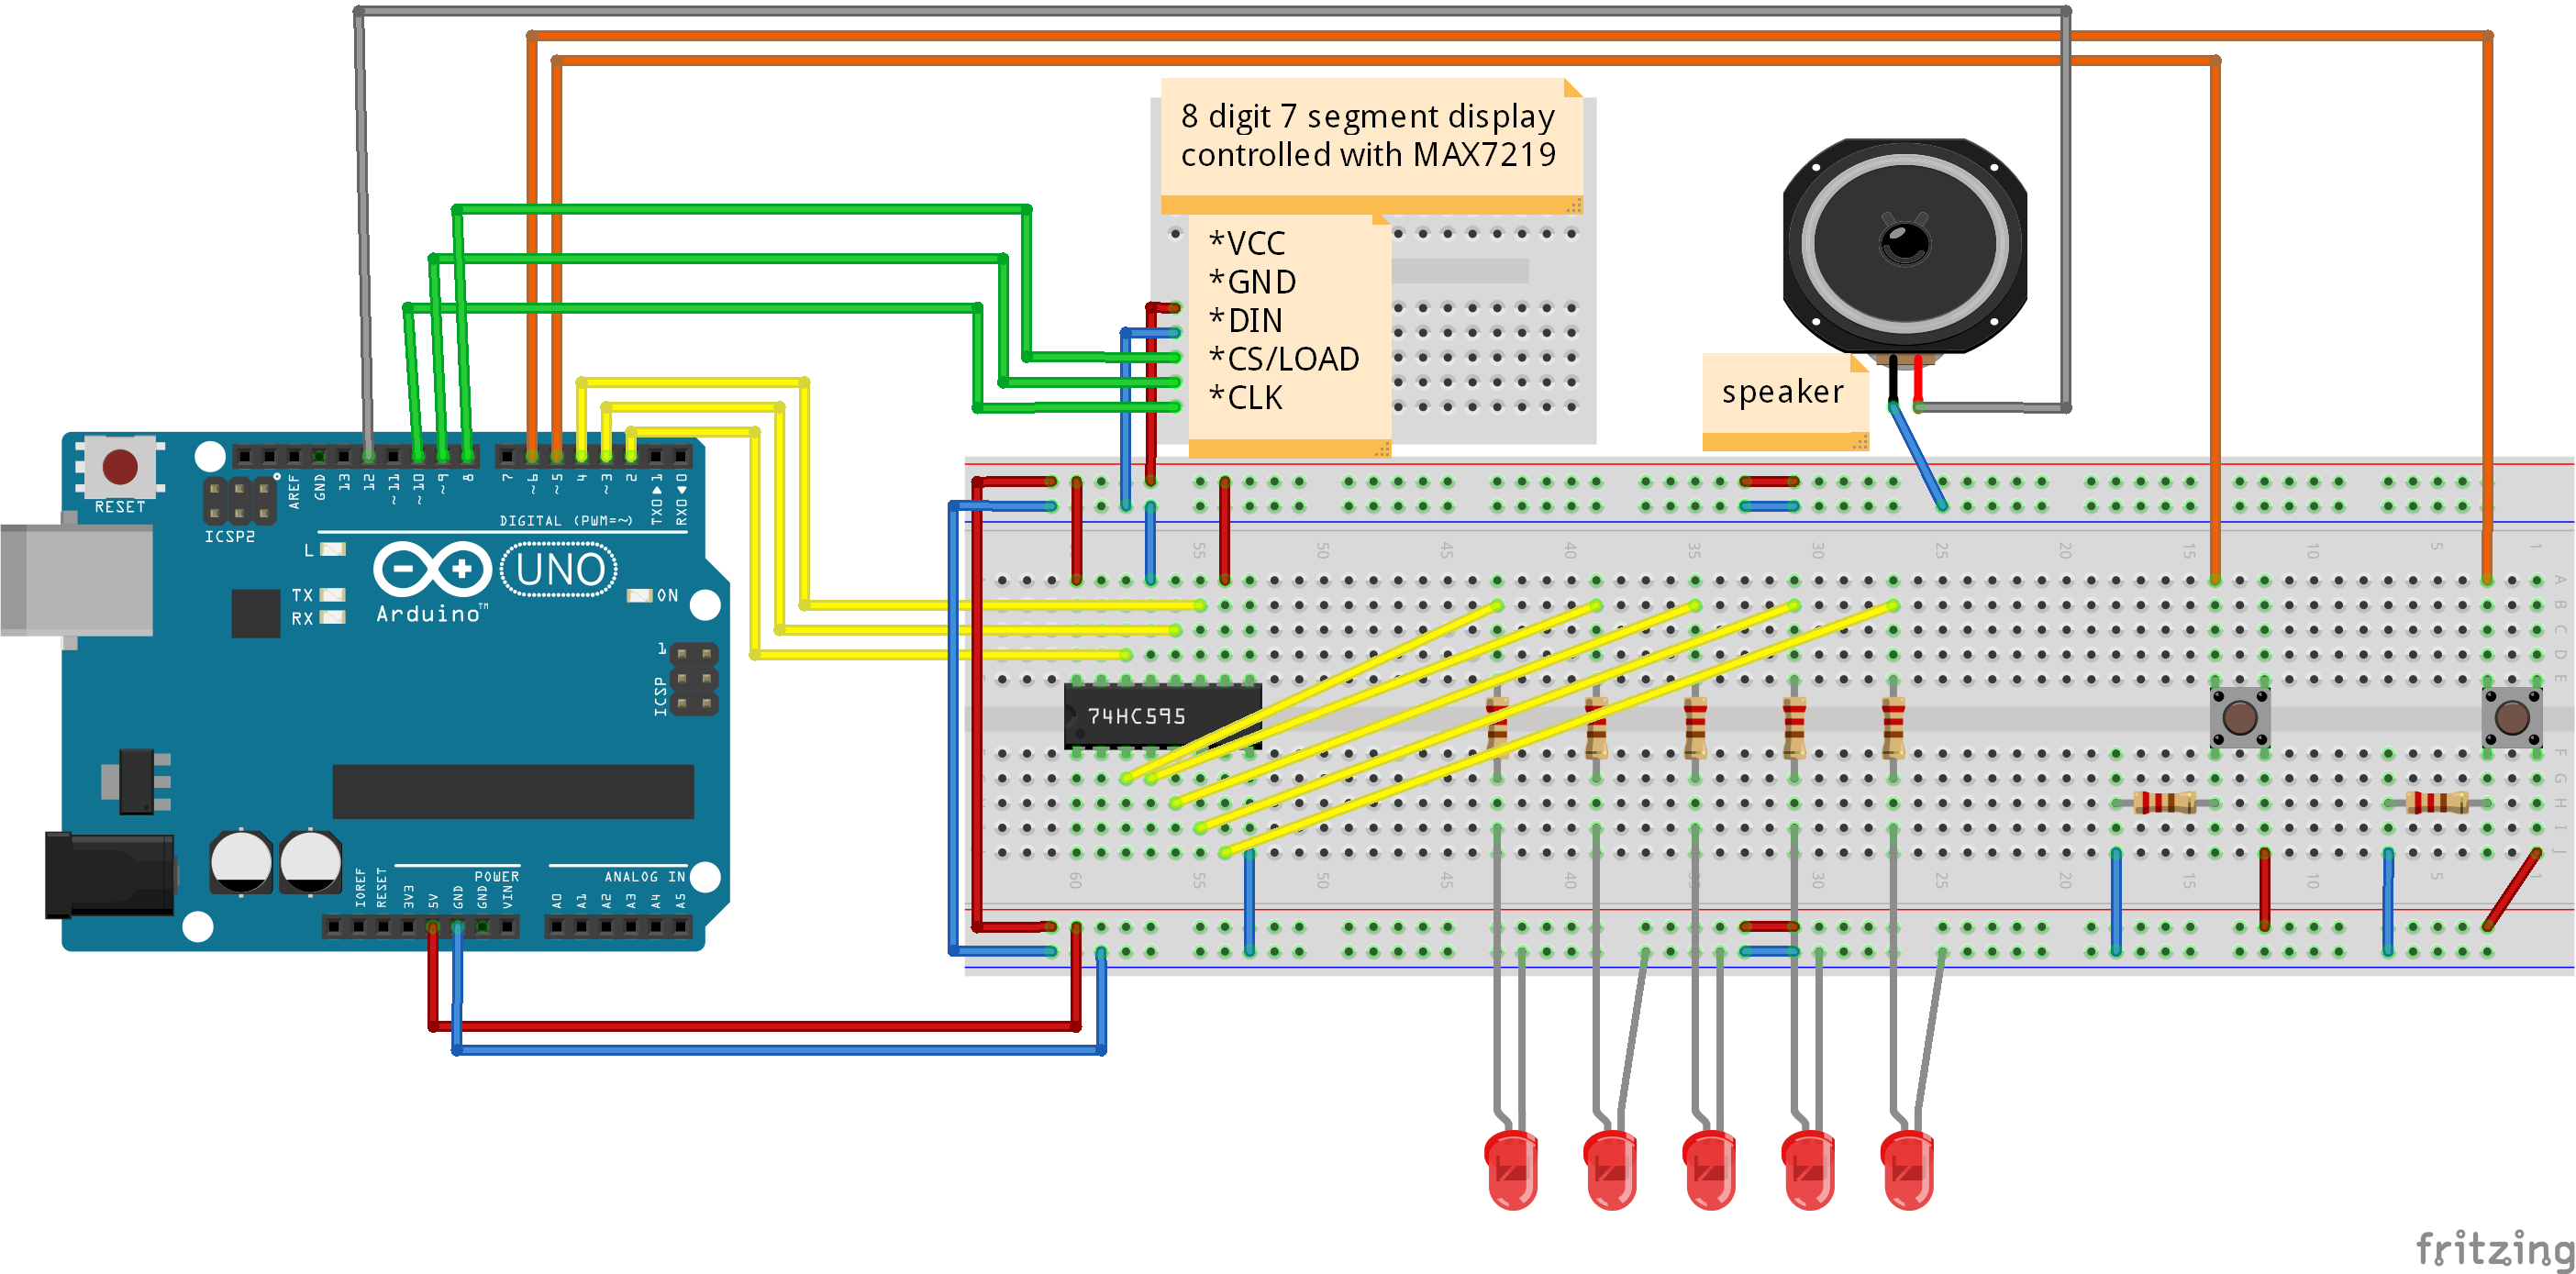 8 digit 7 segment display
controlled with MAX7219
*VCC
*GND
*DIN
*CS/LOAD
*CLK
speaker
RESET
ICSP2
AREF
GND
13
12
~11
~10
~9
8
7
~6
~5
4
~3
2
TX0▶1
RX0◀0
DIGITAL (PWM=~)
L
TX
RX
Arduino™
UNO
ON
1
ICSP
74HC595
POWER
ANALOG IN
IOREF
RESET
3V3
5V
GND
GND
VIN
A0
A1
A2
A3
A4
A5
55
50
45
40
35
30
25
20
15
10
5
1
A
B
C
D
E
F
G
H
I
J
60
55
50
45
40
35
30
25
20
15
10
5
1
fritzing